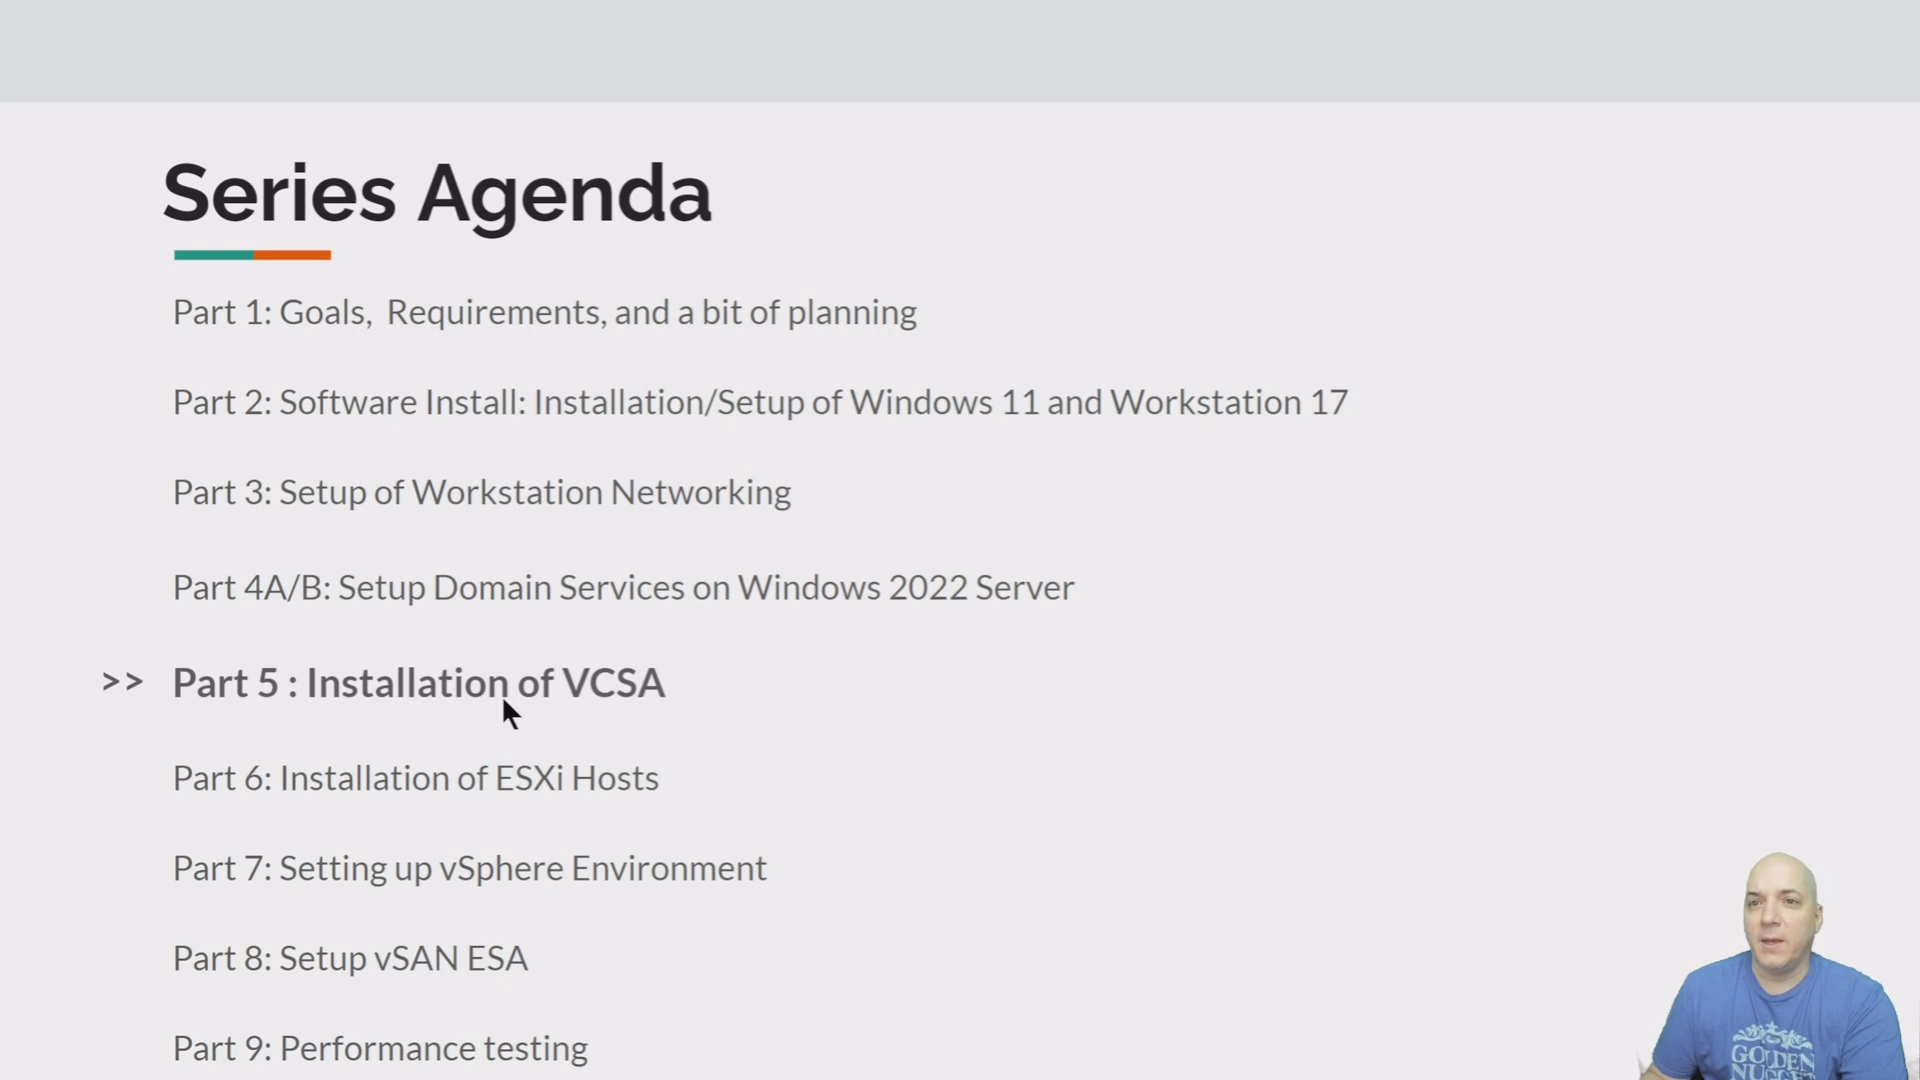 Series Agenda
Part 1: Goals,  Requirements, and a bit of planning
Part 2: Software Install: Installation/Setup of Windows 11 and Workstation 17
Part 3: Setup of Workstation Networking
Part 4A/B: Setup Domain Services on Windows 2022 Server
>> Part 5 : Installation of VCSA
Part 6: Installation of ESXi Hosts
Part 7: Setting up vSphere Environment
Part 8: Setup vSAN ESA
Part 9: Performance testing
GOLDEN
NUGGET